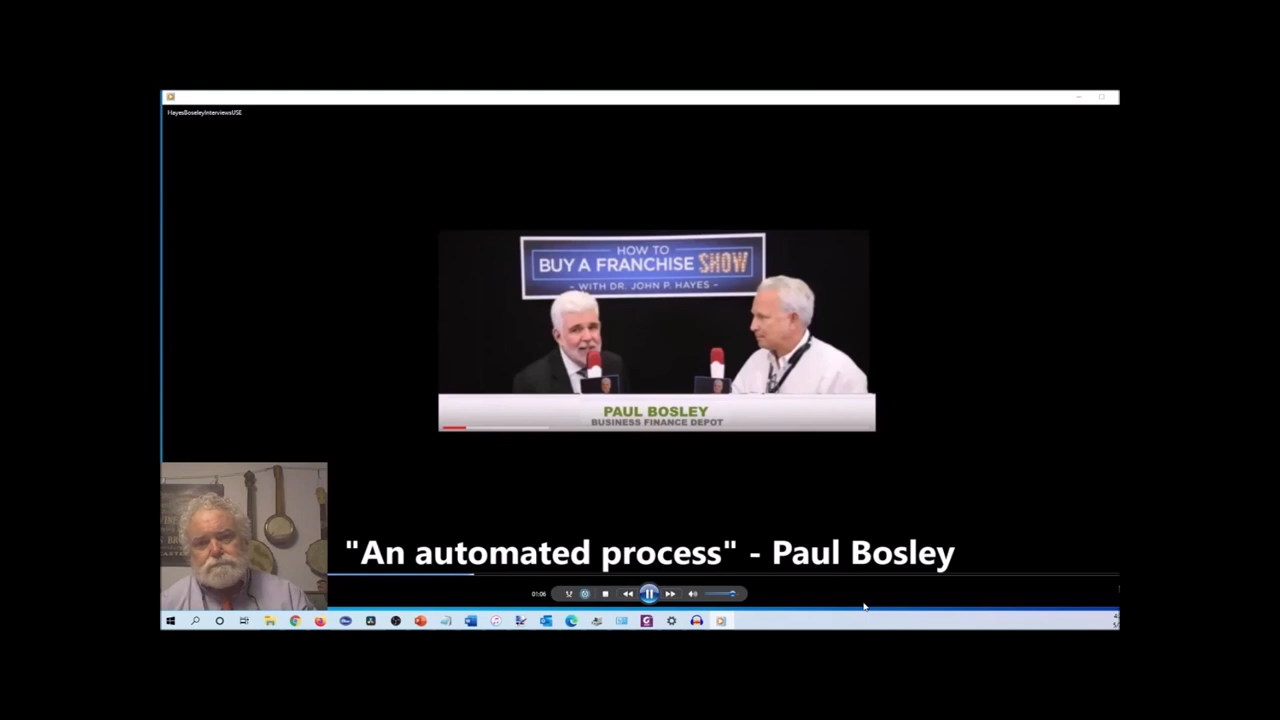 HayesBoseleyInterviewsUSE
HOW TO
BUY A FRANCHISE SHOW
- WITH DR. JOHN P. HAYES -
PAUL BOSLEY
BUSINESS FINANCE DEPOT
"An automated process" - Paul Bosley
01:06